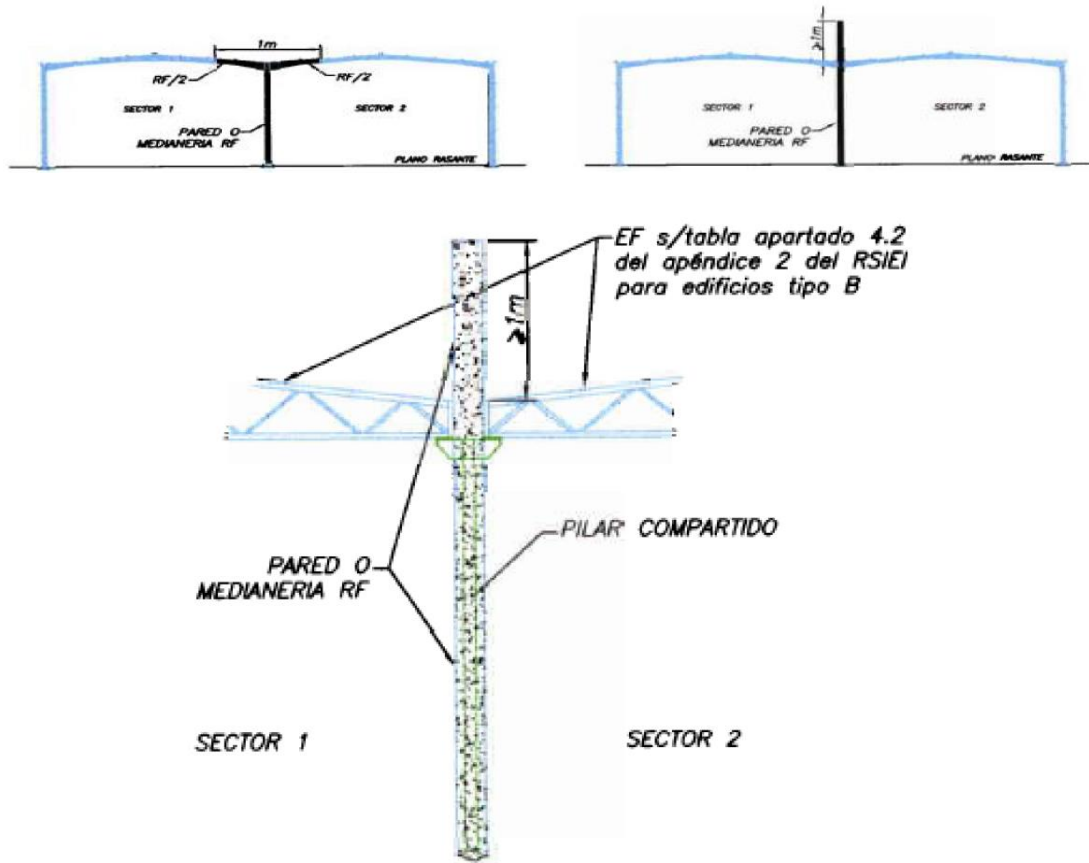 1m
RF/2
RF/2
SECTOR 1
SECTOR 2
PARED O
MEDIANERIA RF
PLANO RASANTE
⩾1m
SECTOR 1
SECTOR 2
PARED O
MEDIANERIA RF
PLANO RASANTE
EF s/tabla apartado 4.2
del apéndice 2 del RSIEI
para edificios tipo B
⩾1m
PILAR COMPARTIDO
PARED O
MEDIANERIA RF
SECTOR 1
SECTOR 2